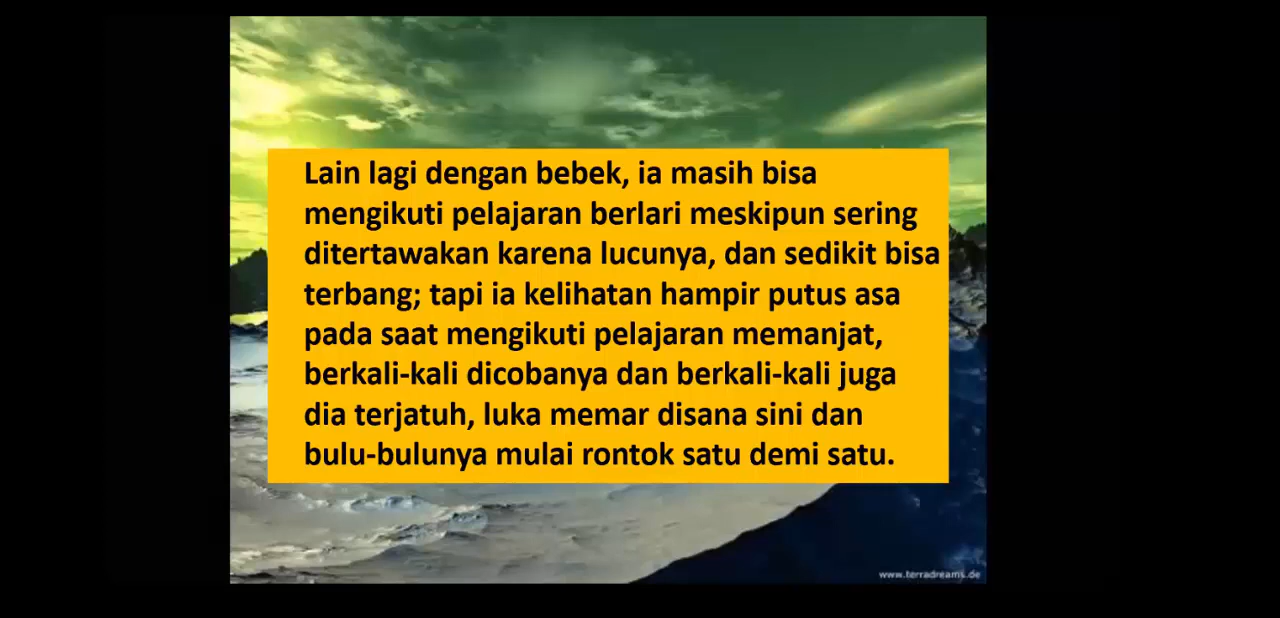 Lain lagi dengan bebek, ia masih bisa
mengikuti pelajaran berlari meskipun sering
ditertawakan karena lucunya, dan sedikit bisa
terbang; tapi ia kelihatan hampir putus asa
pada saat mengikuti pelajaran memanjat,
berkali-kali dicobanya dan berkali-kali juga
dia terjatuh, luka memar disana sini dan
bulu-bulunya mulai rontok satu demi satu.
www.terradreams.de